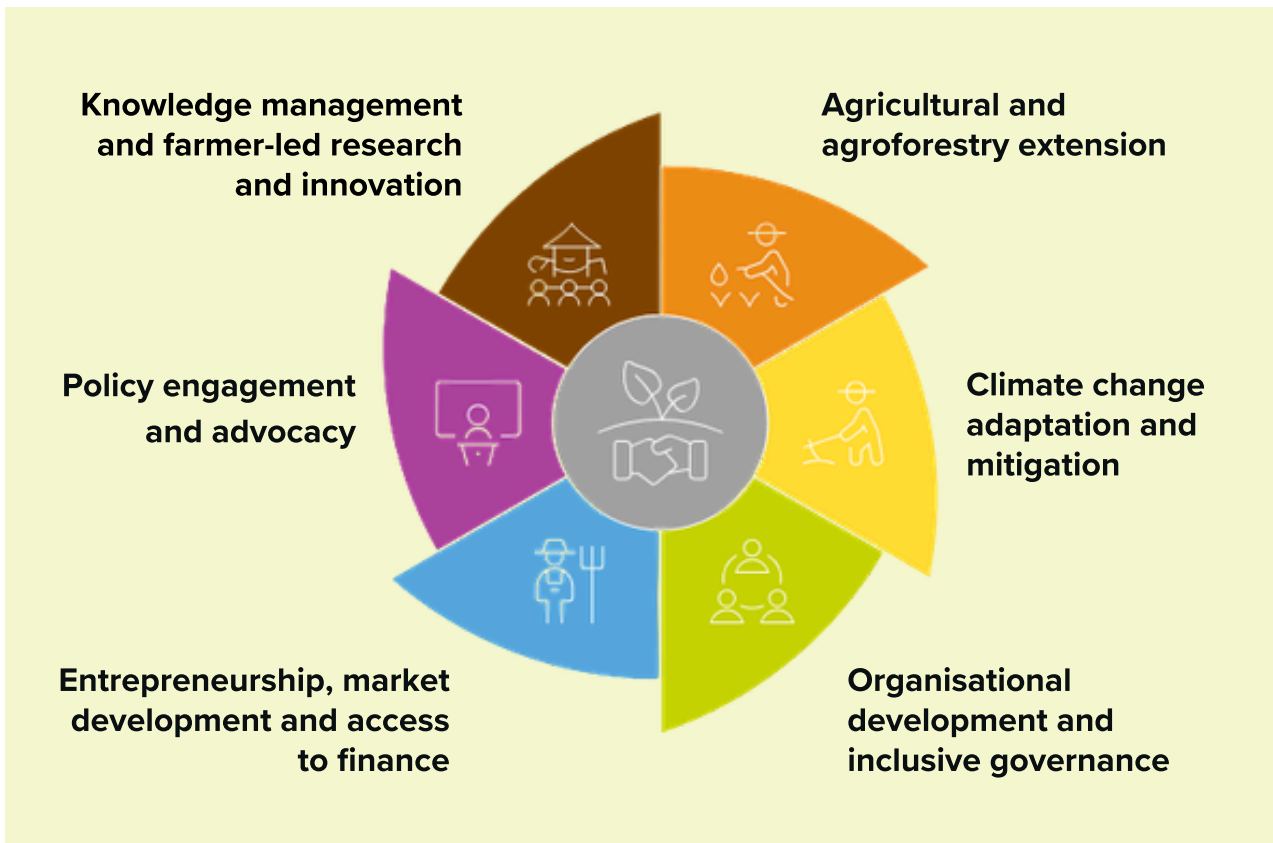 Knowledge management
and farmer-led research
and innovation
Agricultural and
agroforestry extension
Policy engagement
and advocacy
Climate change
adaptation and
mitigation
Entrepreneurship, market
development and access
to finance
Organisational
development and
inclusive governance